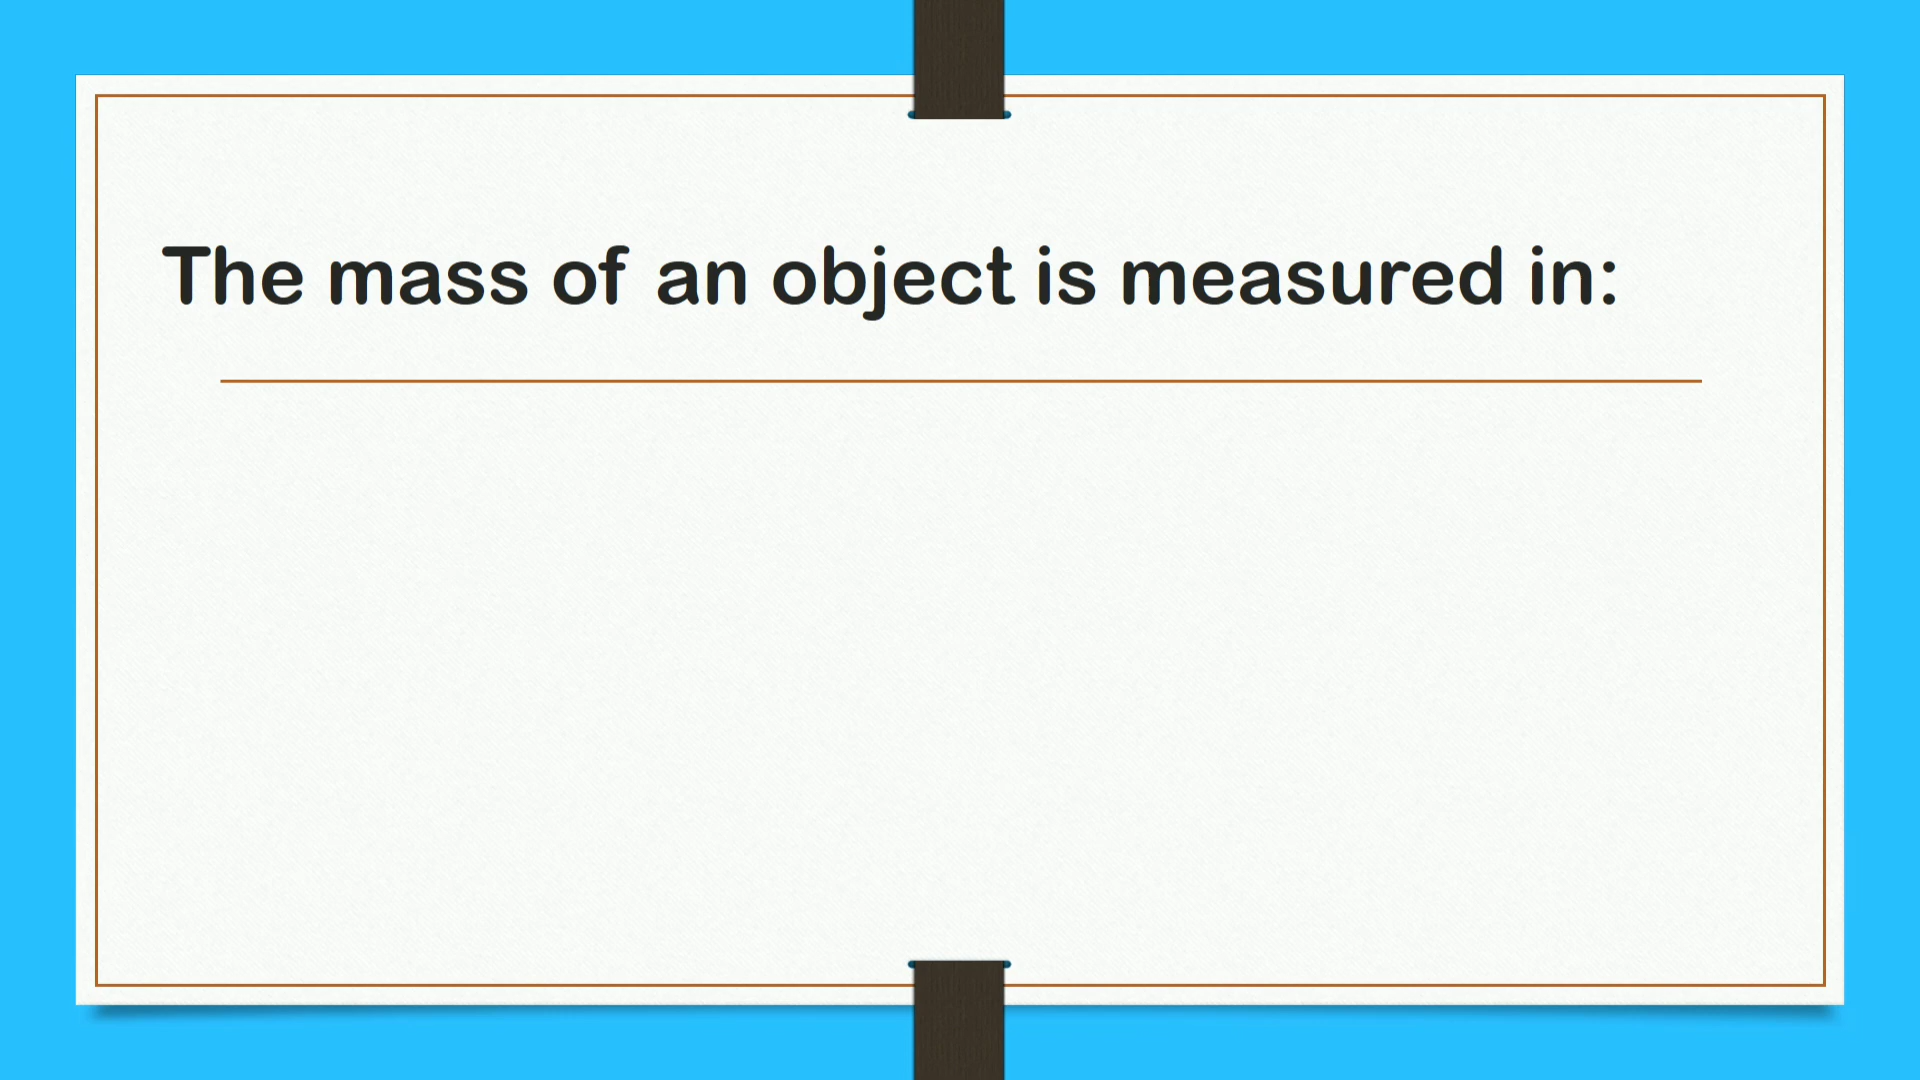 The mass of an object is measured in: